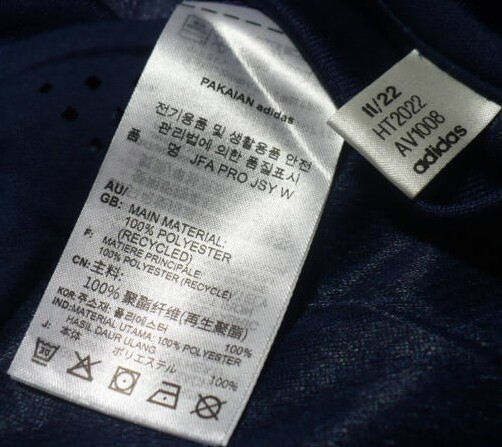 PAKAIAN adidas
전기용품 및 생활용품 안전
관리법에 의한 품질표시
품 명 JFA PRO JSY W
AU/
GB: MAIN MATERIAL:
100% POLYESTER
(RECYCLED)
F: MATIERE PRINCIPALE:
100% POLYESTER (RECYCLE)
CN: 主料:
100% 聚酯纤维(再生聚酯)
KOR: 주소재: 폴리에스터 100%
IND: MATERIAL UTAMA: 100% POLYESTER
HASIL DAUR ULANG
J: 本体
ポリエステル 100%
11/22
HT2022
AV1008
adidas